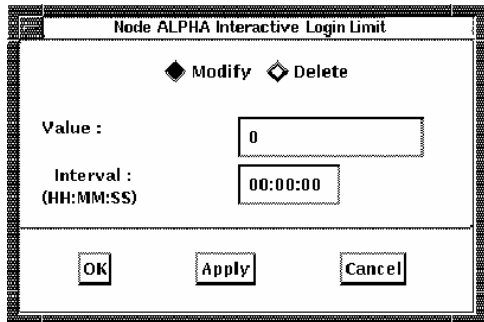 Node ALPHA Interactive Login Limit
Modify Delete
Value : 0
Interval : 00:00:00
(HH:MM:SS)
OK Apply Cancel